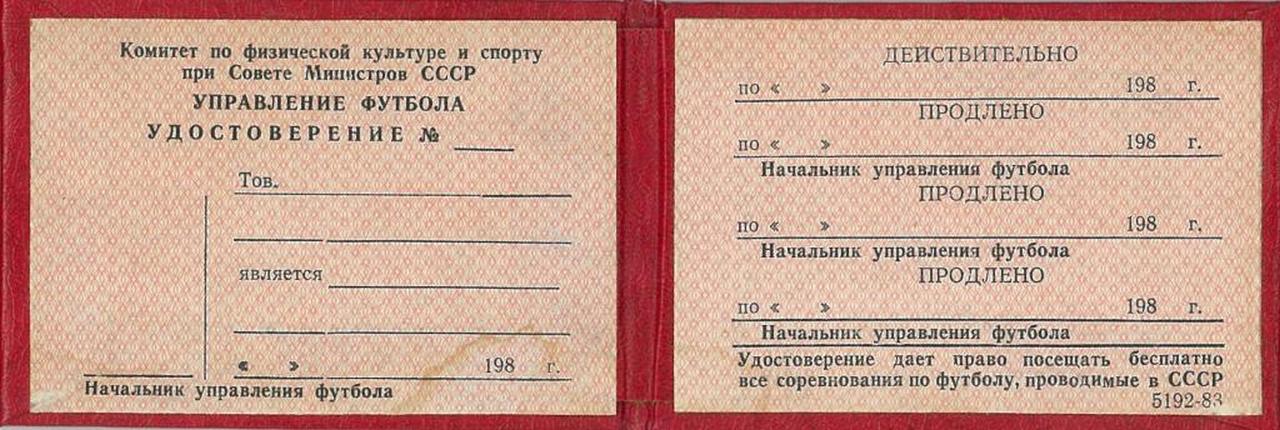 Комитет по физической культуре и спорту
при Совете Министров СССР
УПРАВЛЕНИЕ ФУТБОЛА
УДОСТОВЕРЕНИЕ №
Тов.
является
« » 198 г.
Начальник управления футбола
ДЕЙСТВИТЕЛЬНО
по « » 198 г.
ПРОДЛЕНО
по « » 198 г.
Начальник управления футбола
ПРОДЛЕНО
по « » 198 г.
Начальник управления футбола
ПРОДЛЕНО
по « » 198 г.
Начальник управления футбола
Удостоверение дает право посещать бесплатно
все соревнования по футболу, проводимые в СССР
5192-83